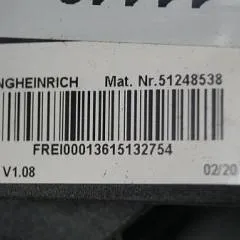 NGHEINRICH Mat. Nr.51248538
FREI00013615132754
V1.08 02/20